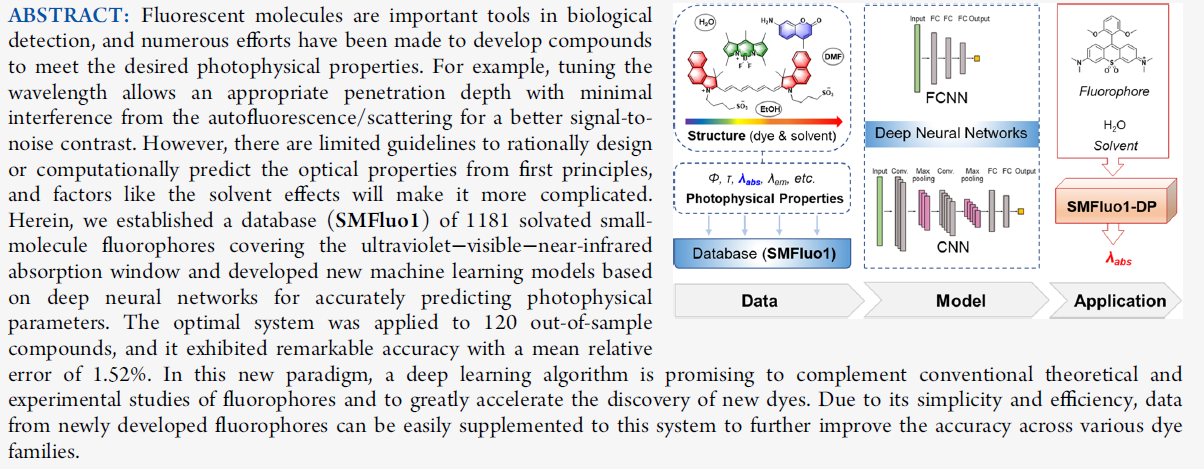 ABSTRACT: Fluorescent molecules are important tools in biological
detection, and numerous efforts have been made to develop compounds
to meet the desired photophysical properties. For example, tuning the
wavelength allows an appropriate penetration depth with minimal
interference from the autofluorescence/scattering for a better signal-to-
noise contrast. However, there are limited guidelines to rationally design
or computationally predict the optical properties from first principles,
and factors like the solvent effects will make it more complicated.
Herein, we established a database (SMFluo1) of 1181 solvated small-
molecule fluorophores covering the ultraviolet−visible−near-infrared
absorption window and developed new machine learning models based
on deep neural networks for accurately predicting photophysical
parameters. The optimal system was applied to 120 out-of-sample
compounds, and it exhibited remarkable accuracy with a mean relative
error of 1.52%. In this new paradigm, a deep learning algorithm is promising to complement conventional theoretical and
experimental studies of fluorophores and to greatly accelerate the discovery of new dyes. Due to its simplicity and efficiency, data
from newly developed fluorophores can be easily supplemented to this system to further improve the accuracy across various dye
families.
H₂O
H₂N
O
O
N
N
B
F
F
DMF
N
N
SO₃⁻
EtOH
SO₃⁻
Structure (dye & solvent)
Φ, τ, λabs, λem, etc.
Photophysical Properties
Database (SMFluo1)
Data
Input FC FC FC Output
FCNN
Deep Neural Networks
Input Conv. Max pooling Conv. Max pooling FC FC Output
CNN
Model
O
O
N
S
O₂
N
Fluorophore
H₂O
Solvent
SMFluo1-DP
λabs
Application